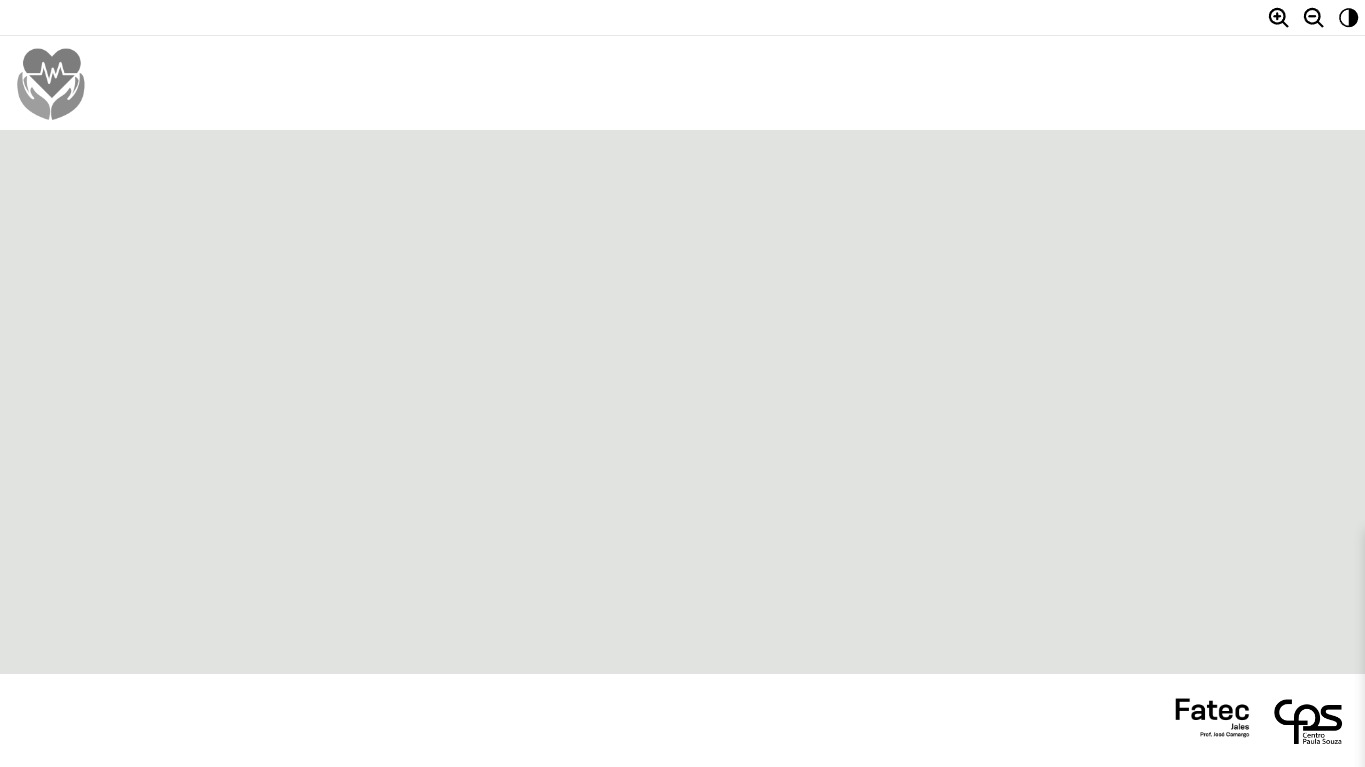 Fatec
Jales
Prof. José Camargo
cps
Centro
Paula Souza